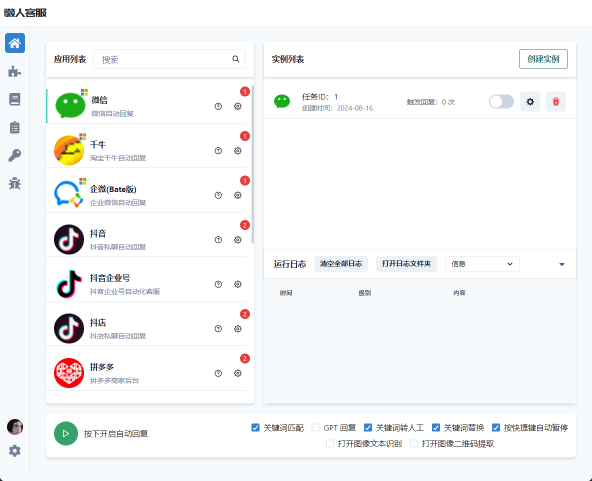 懒人客服
应用列表
搜索
微信
微信自动回复
1
千牛
淘宝千牛自动回复
1
企微(Bate版)
企业微信自动回复
1
抖音
抖音私聊自动回复
2
抖音企业号
抖音企业号自动化客服
2
抖店
抖店私聊自动回复
2
拼多多
拼多多商家后台
2
实例列表
创建实例
任务ID：1
创建时间：2024-08-16
触发回复：0 次
运行日志
清空全部日志
打开日志文件夹
信息
时间
级别
内容
按下开启自动回复
关键词匹配
GPT 回复
关键词转人工
关键词替换
按快捷键自动暂停
打开图像文本识别
打开图像二维码提取